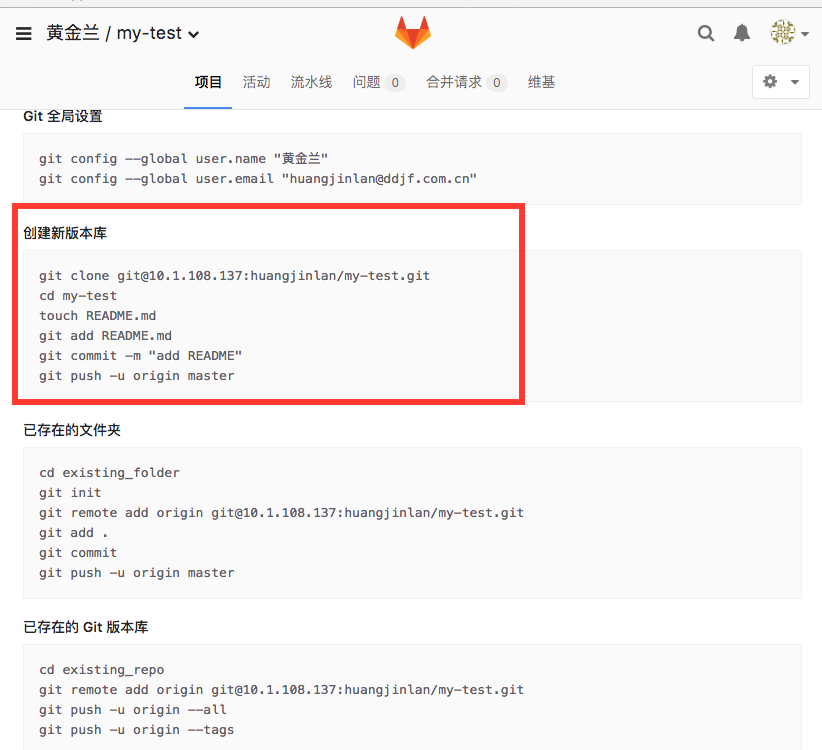 黄金兰 / my-test
项目 活动 流水线 问题 0 合并请求 0 维基
Git 全局设置
git config --global user.name "黄金兰"
git config --global user.email "huangjinlan@ddjf.com.cn"
创建新版本库
git clone git@10.1.108.137:huangjinlan/my-test.git
cd my-test
touch README.md
git add README.md
git commit -m "add README"
git push -u origin master
已存在的文件夹
cd existing_folder
git init
git remote add origin git@10.1.108.137:huangjinlan/my-test.git
git add .
git commit
git push -u origin master
已存在的 Git 版本库
cd existing_repo
git remote add origin git@10.1.108.137:huangjinlan/my-test.git
git push -u origin --all
git push -u origin --tags